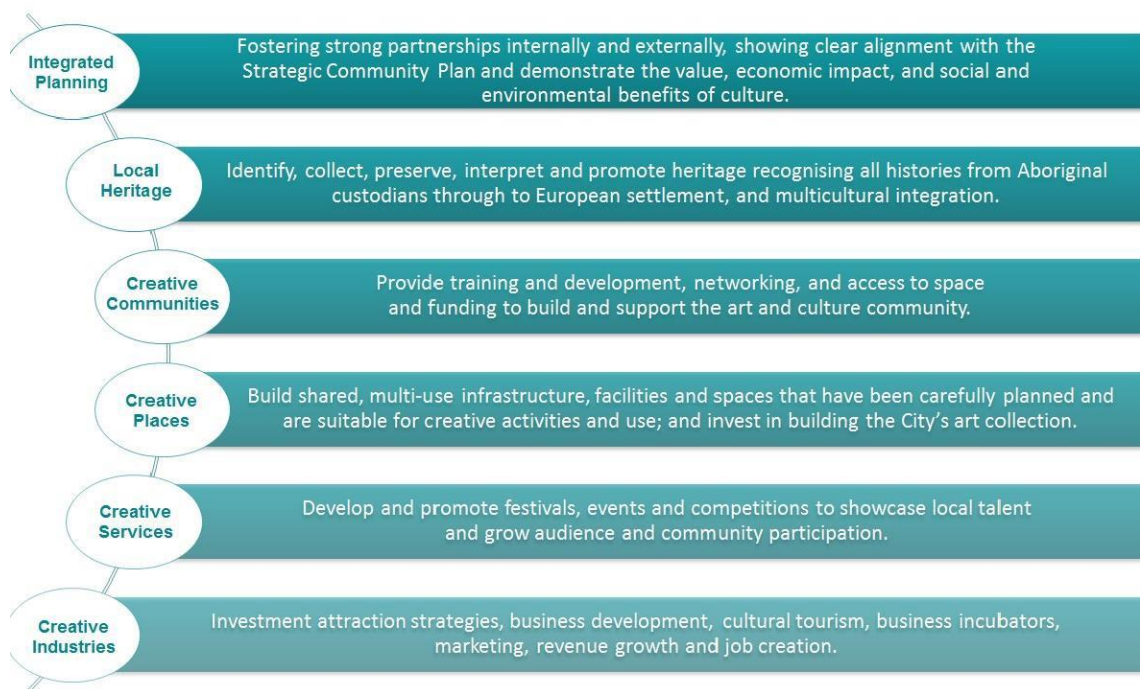 Integrated
Planning
Fostering strong partnerships internally and externally, showing clear alignment with the
Strategic Community Plan and demonstrate the value, economic impact, and social and
environmental benefits of culture.
Local
Heritage
Identify, collect, preserve, interpret and promote heritage recognising all histories from Aboriginal
custodians through to European settlement, and multicultural integration.
Creative
Communities
Provide training and development, networking, and access to space
and funding to build and support the art and culture community.
Creative
Places
Build shared, multi-use infrastructure, facilities and spaces that have been carefully planned and
are suitable for creative activities and use; and invest in building the City's art collection.
Creative
Services
Develop and promote festivals, events and competitions to showcase local talent
and grow audience and community participation.
Creative
Industries
Investment attraction strategies, business development, cultural tourism, business incubators,
marketing, revenue growth and job creation.